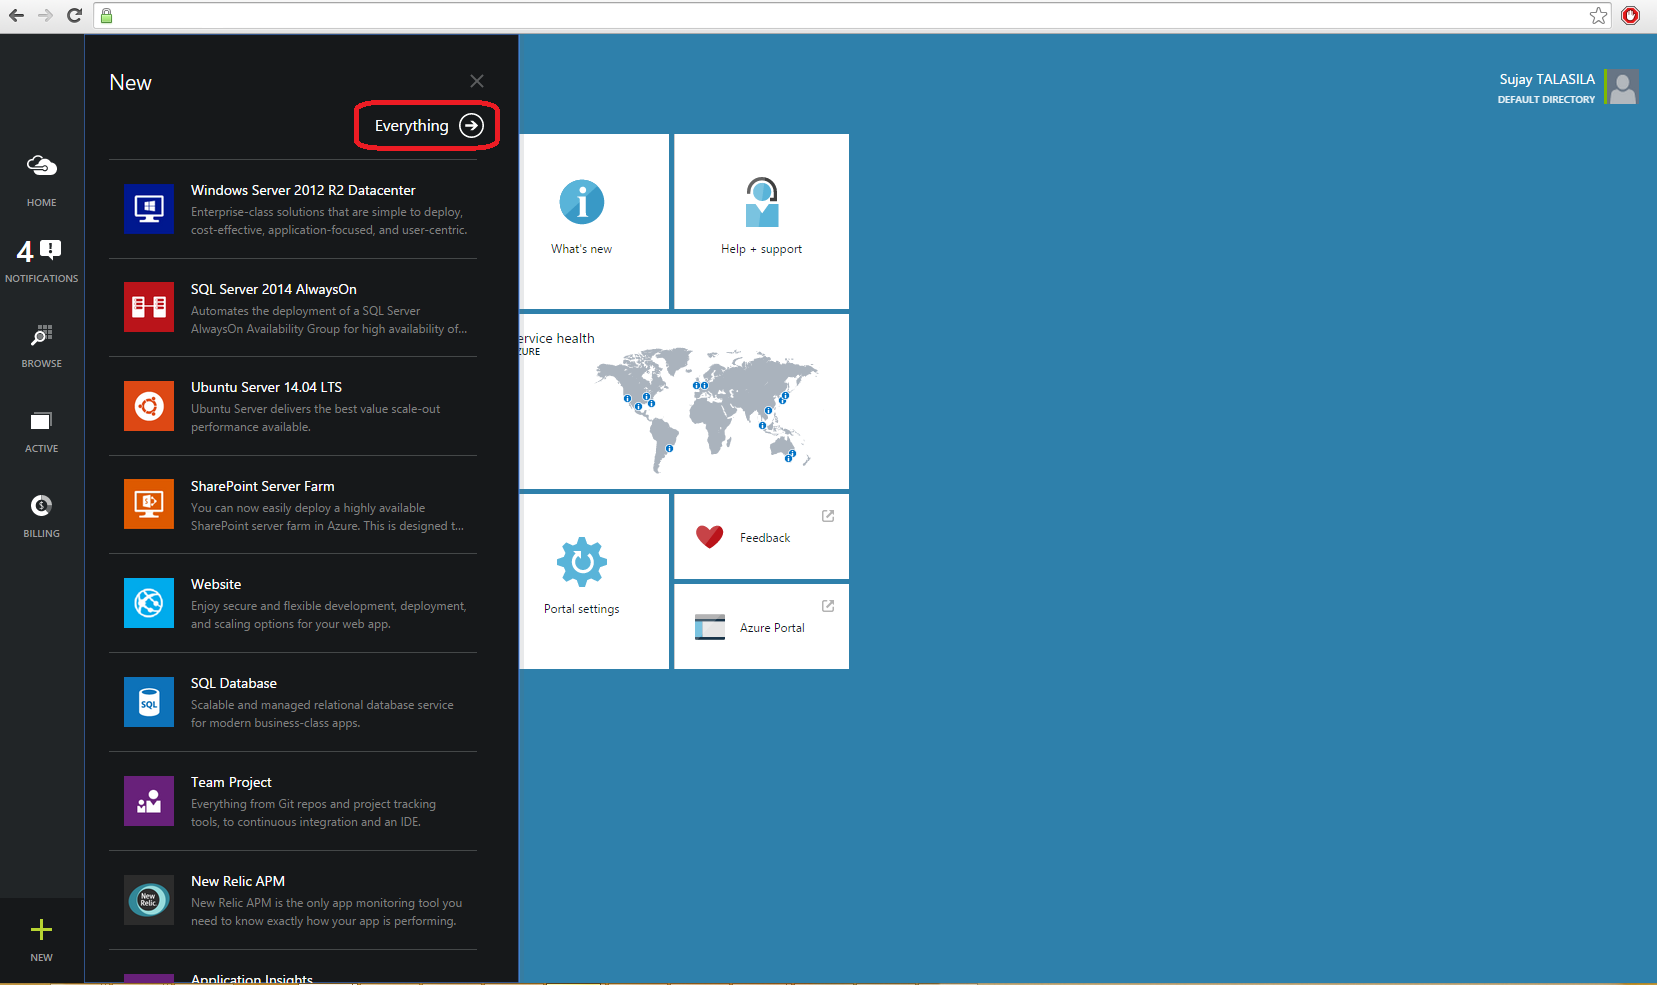 New
Everything
Windows Server 2012 R2 Datacenter
Enterprise-class solutions that are simple to deploy,
cost-effective, application-focused, and user-centric.
SQL Server 2014 AlwaysOn
Automates the deployment of a SQL Server
AlwaysOn Availability Group for high availability of...
Ubuntu Server 14.04 LTS
Ubuntu Server delivers the best value scale-out
performance available.
SharePoint Server Farm
You can now easily deploy a highly available
SharePoint server farm in Azure. This is designed t...
Website
Enjoy secure and flexible development, deployment,
and scaling options for your web app.
SQL
SQL Database
Scalable and managed relational database service
for modern business-class apps.
Team Project
Everything from Git repos and project tracking
tools, to continuous integration and an IDE.
New
Relic
New Relic APM
New Relic APM is the only app monitoring tool you
need to know exactly how your app is performing.
Application Insights
HOME
4
NOTIFICATIONS
BROWSE
ACTIVE
BILLING
NEW
What's new
Help + support
ervice health
ZURE
Portal settings
Feedback
Azure Portal
Sujay TALASILA
DEFAULT DIRECTORY